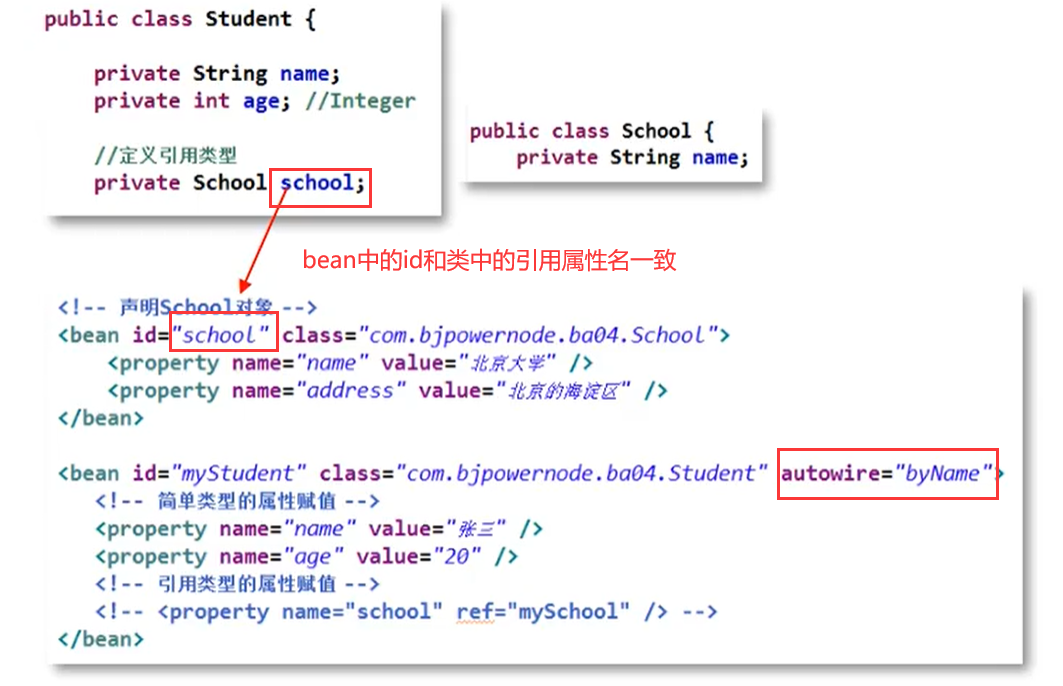 public class Student {
private String name;
private int age; //Integer
//定义引用类型
private School school;
public class School {
private String name;
bean中的id和类中的引用属性名一致
<!-- 声明School对象 -->
<bean id="school" class="com.bjpowernode.ba04.School">
<property name="name" value="北京大学" />
<property name="address" value="北京的海淀区" />
</bean>
<bean id="myStudent" class="com.bjpowernode.ba04.Student" autowire="byName">
<!-- 简单类型的属性赋值 -->
<property name="name" value="张三" />
<property name="age" value="20" />
<!-- 引用类型的属性赋值 -->
<!-- <property name="school" ref="mySchool" /> -->
</bean>